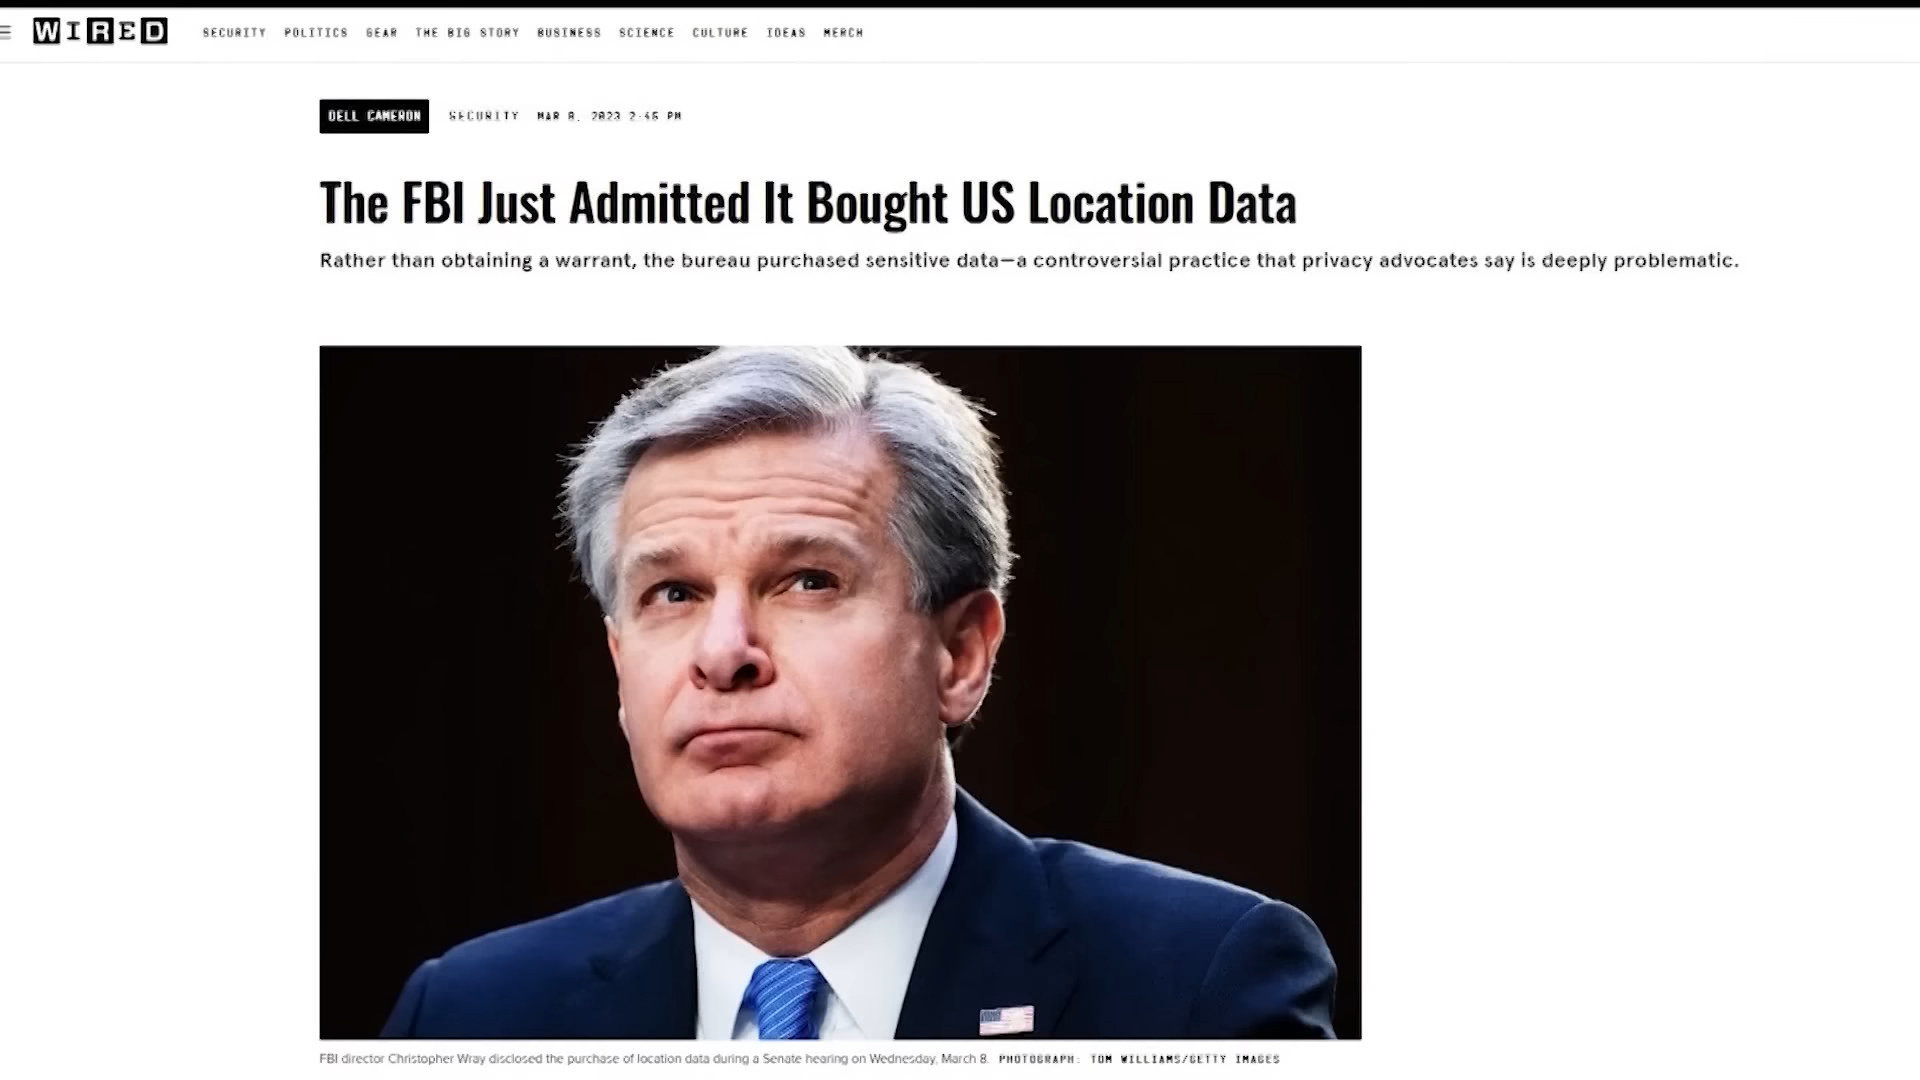 WIRED
SECURITY POLITICS GEAR THE BIG STORY BUSINESS SCIENCE CULTURE IDEAS MERCH
DELL CAMERON SECURITY MAR 8, 2023 2:46 PM
The FBI Just Admitted It Bought US Location Data
Rather than obtaining a warrant, the bureau purchased sensitive data—a controversial practice that privacy advocates say is deeply problematic.
FBI director Christopher Wray disclosed the purchase of location data during a Senate hearing on Wednesday, March 8. PHOTOGRAPH: TOM WILLIAMS/GETTY IMAGES